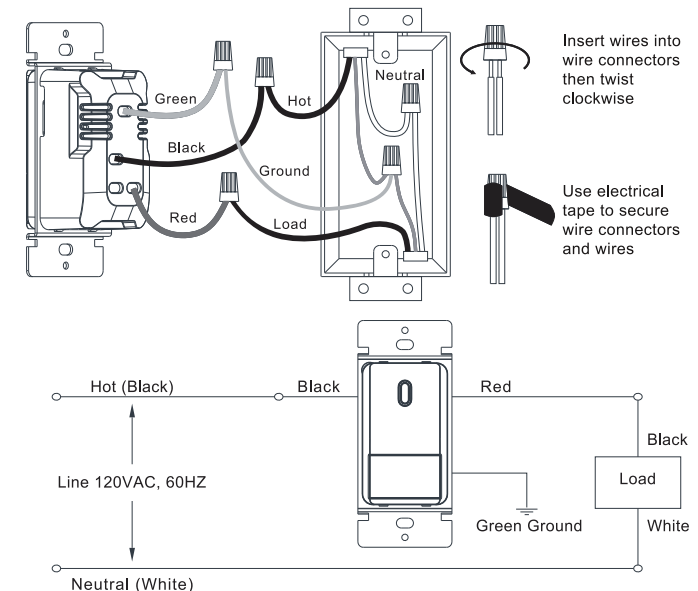 Insert wires into
wire connectors
then twist
clockwise
Neutral
Green
Hot
Black
Ground
Red
Load
Use electrical
tape to secure
wire connectors
and wires
Hot (Black)
Black
Red
Black
Line 120VAC, 60HZ
Load
Green Ground
White
Neutral (White)